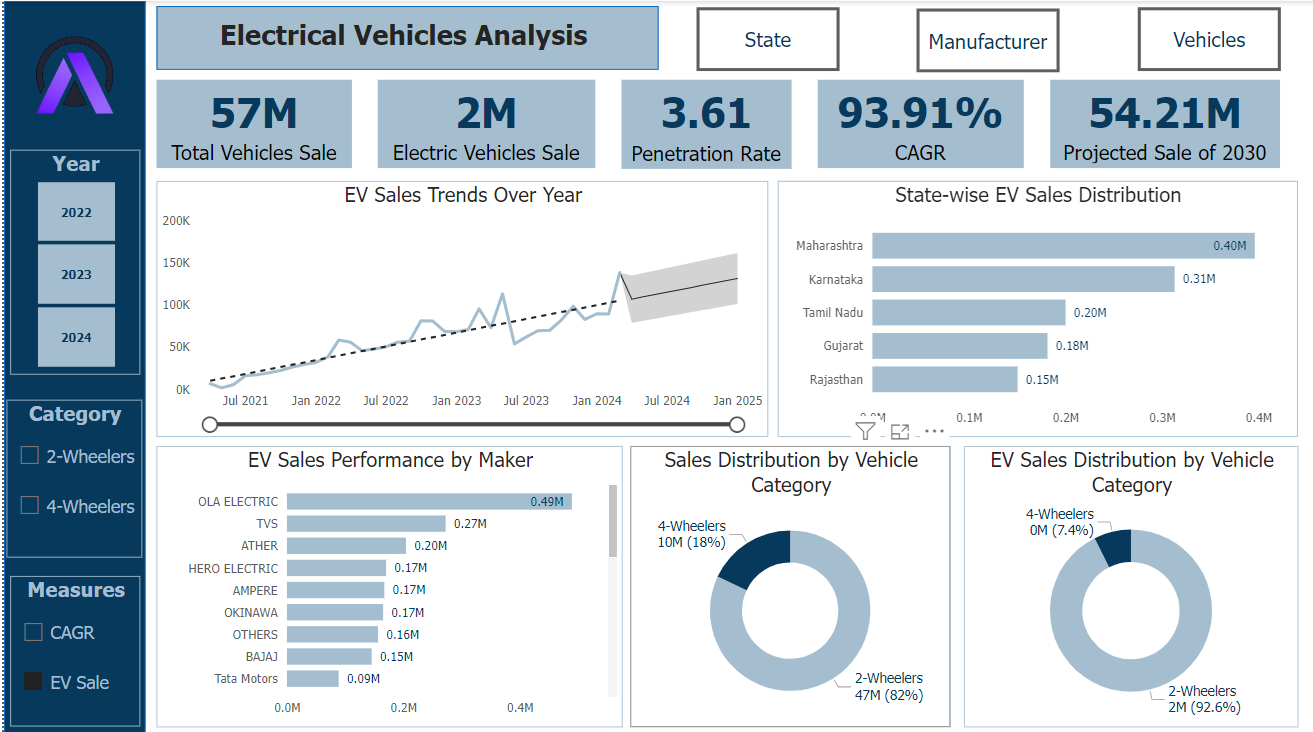 Electrical Vehicles Analysis
State
Manufacturer
Vehicles
57M
Total Vehicles Sale
2M
Electric Vehicles Sale
3.61
Penetration Rate
93.91%
CAGR
54.21M
Projected Sale of 2030
Year
2022
2023
2024
Category
2-Wheelers
4-Wheelers
Measures
CAGR
EV Sale
EV Sales Trends Over Year
200K
150K
100K
50K
0K
Jul 2021
Jan 2022
Jul 2022
Jan 2023
Jul 2023
Jan 2024
Jul 2024
Jan 2025
State-wise EV Sales Distribution
Maharashtra
0.40M
Karnataka
0.31M
Tamil Nadu
0.20M
Gujarat
0.18M
Rajasthan
0.15M
0.1M
0.2M
0.3M
0.4M
EV Sales Performance by Maker
OLA ELECTRIC
0.49M
TVS
0.27M
ATHER
0.20M
HERO ELECTRIC
0.17M
AMPERE
0.17M
OKINAWA
0.17M
OTHERS
0.16M
BAJAJ
0.15M
Tata Motors
0.09M
0.0M
0.2M
0.4M
Sales Distribution by Vehicle
Category
4-Wheelers
10M (18%)
2-Wheelers
47M (82%)
EV Sales Distribution by Vehicle
Category
4-Wheelers
0M (7.4%)
2-Wheelers
2M (92.6%)